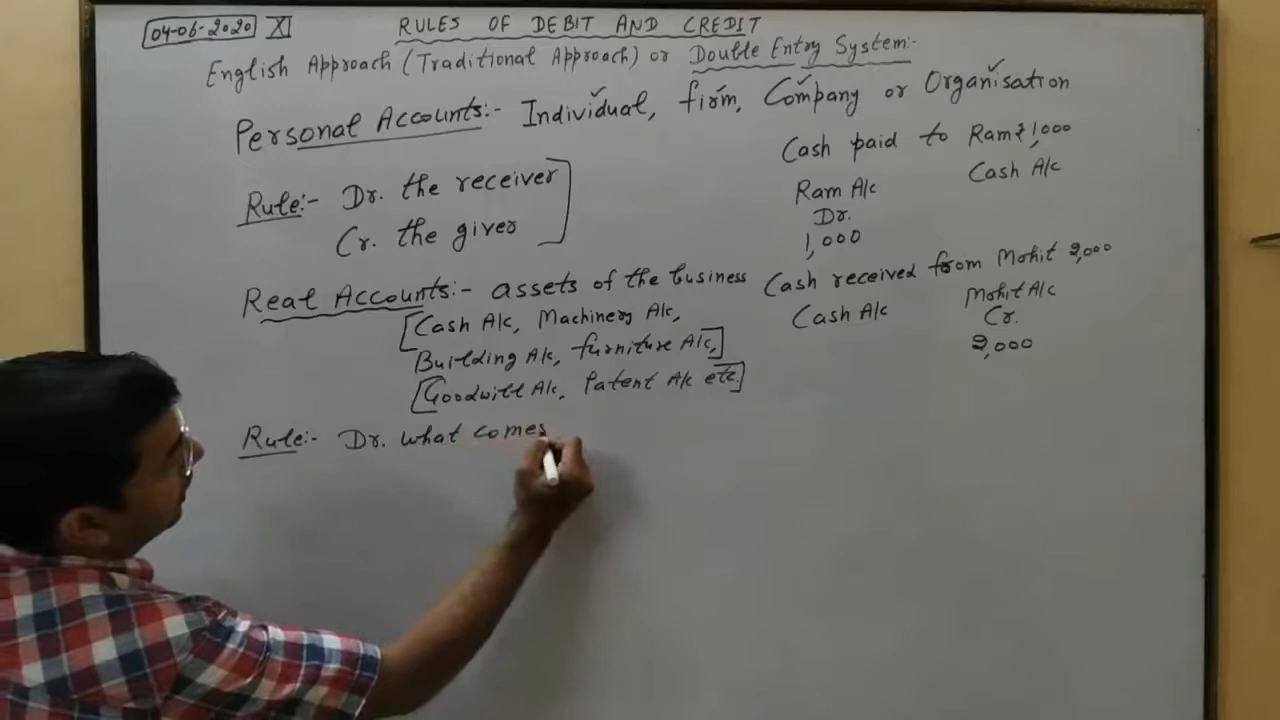 04-06-2020 XI
RULES OF DEBIT AND CREDIT
English Approach (Traditional Approach) or Double Entry System:-
Personal Accounts:- Individual, firm, Company or Organisation
Rule:- Dr. the receiver
Cr. the giver
Cash paid to Ram ₹1,000
Ram A/c Cash A/c
Dr.
1,000
Real Accounts:- assets of the business
[Cash A/c, Machinery A/c,
Building A/c, furniture A/c,]
[Goodwill A/c, Patent A/c etc.]
Cash received from Mohit 2,000
Cash A/c Mohit A/c
Cr.
2,000
Rule:- Dr. what comes